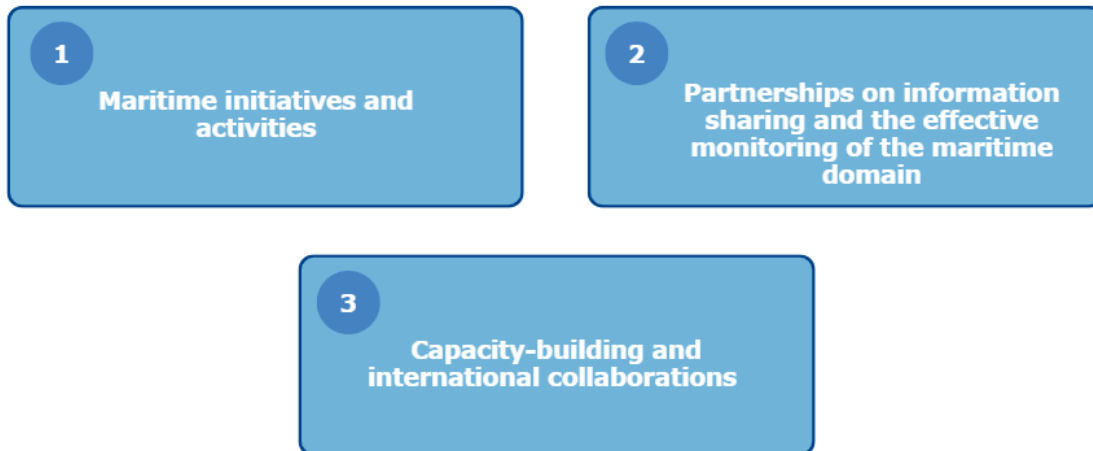 1
Maritime initiatives and
activities
2
Partnerships on information
sharing and the effective
monitoring of the maritime
domain
3
Capacity-building and
international collaborations